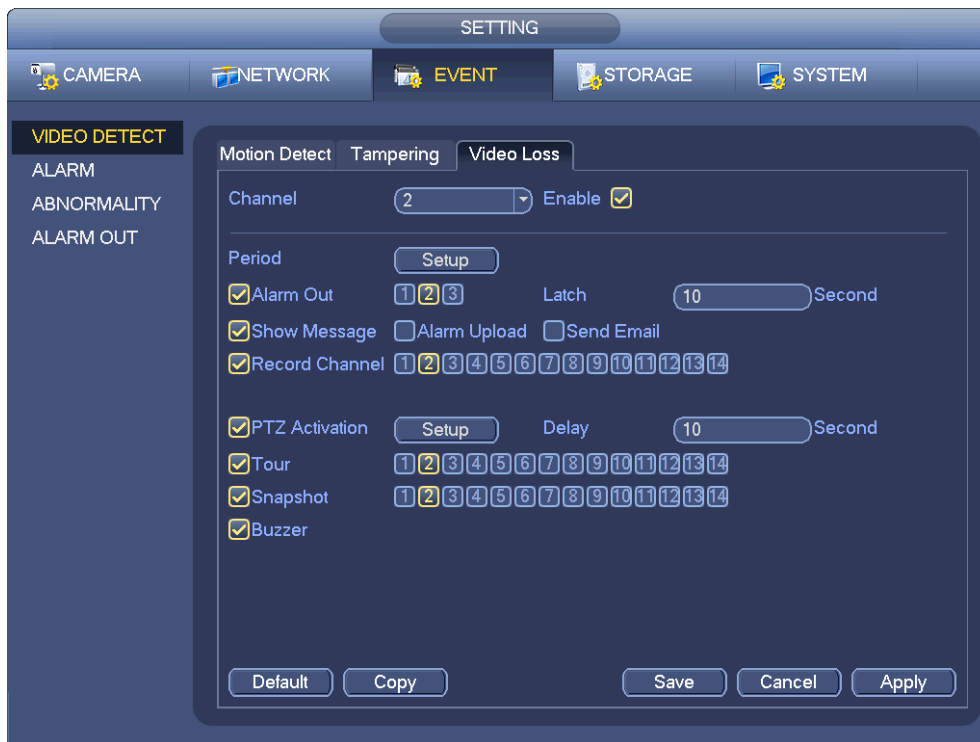 SETTING
CAMERA NETWORK EVENT STORAGE SYSTEM
VIDEO DETECT
ALARM
ABNORMALITY
ALARM OUT
Motion Detect Tampering Video Loss
Channel 2 Enable
Period Setup
Alarm Out 1 2 3 Latch 10 Second
Show Message Alarm Upload Send Email
Record Channel 1 2 3 4 5 6 7 8 9 10 11 12 13 14
PTZ Activation Setup Delay 10 Second
Tour 1 2 3 4 5 6 7 8 9 10 11 12 13 14
Snapshot 1 2 3 4 5 6 7 8 9 10 11 12 13 14
Buzzer
Default Copy Save Cancel Apply